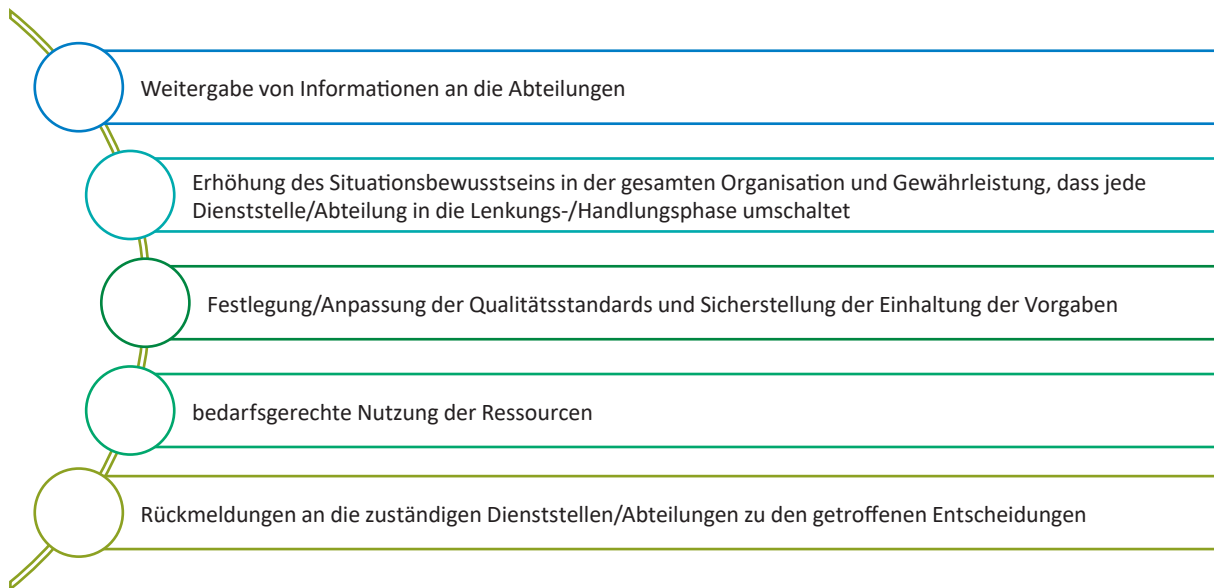 Weitergabe von Informationen an die Abteilungen
Erhöhung des Situationsbewusstseins in der gesamten Organisation und Gewährleistung, dass jede
Dienststelle/Abteilung in die Lenkungs-/Handlungsphase umschaltet
Festlegung/Anpassung der Qualitätsstandards und Sicherstellung der Einhaltung der Vorgaben
bedarfsgerechte Nutzung der Ressourcen
Rückmeldungen an die zuständigen Dienststellen/Abteilungen zu den getroffenen Entscheidungen